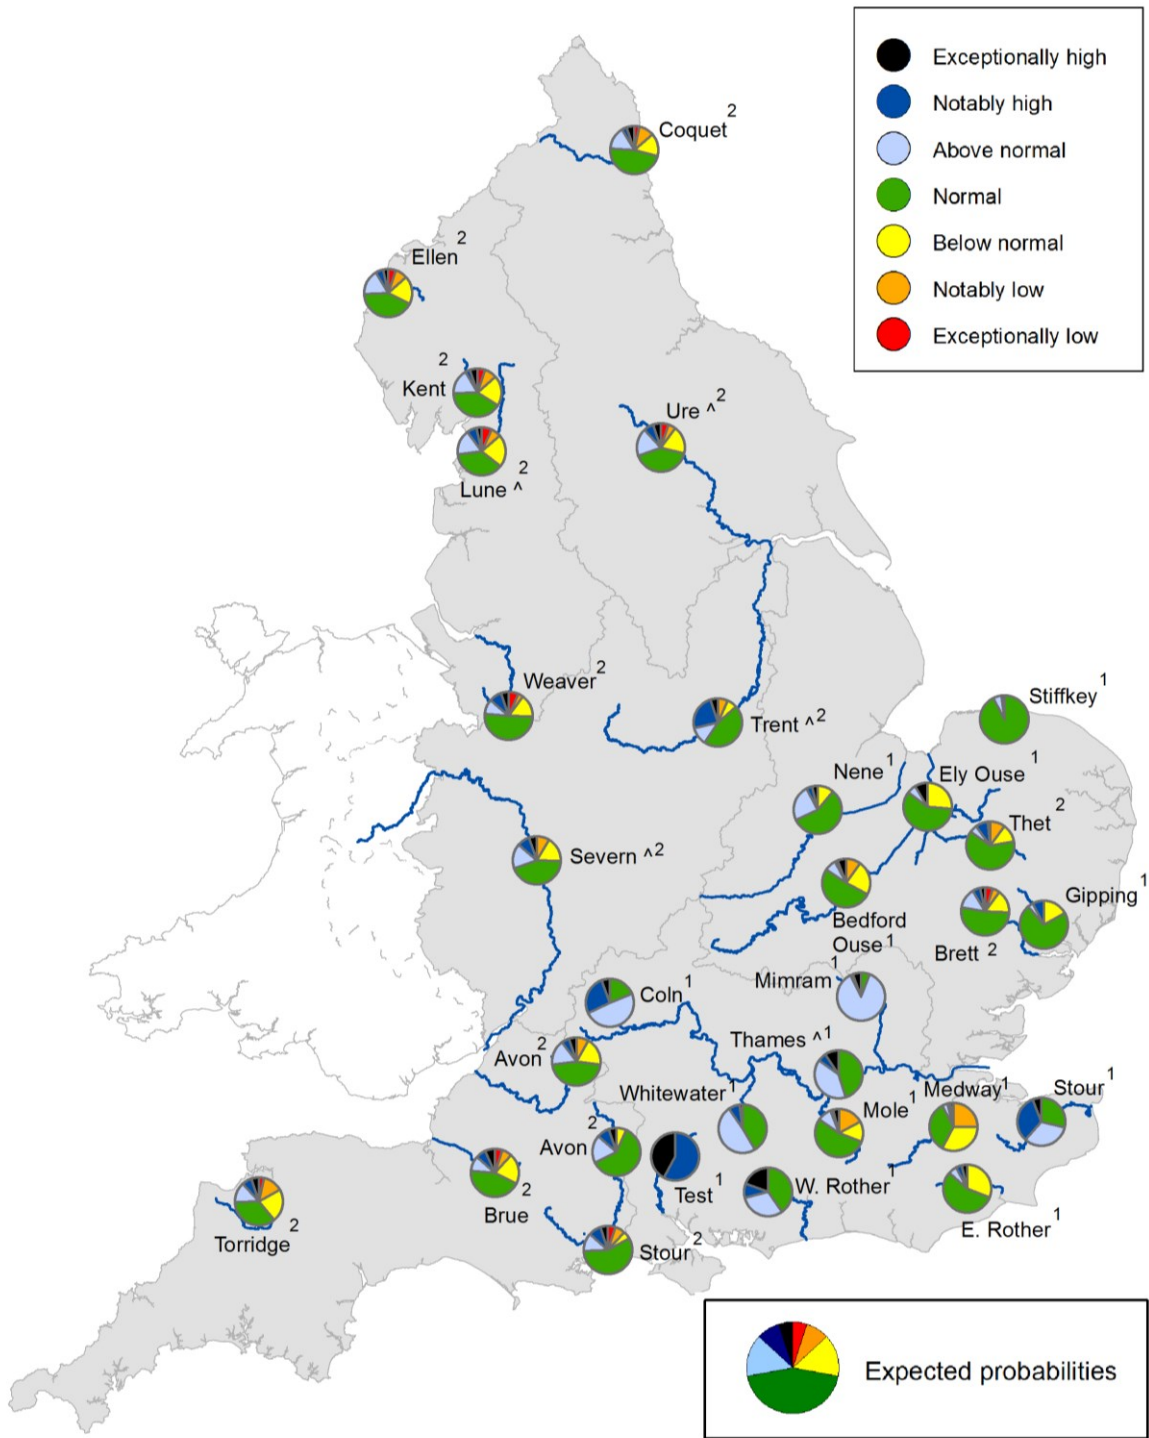 Exceptionally high
Notably high
Above normal
Normal
Below normal
Notably low
Exceptionally low
Coquet 2
Ellen 2
2
Kent
Ure ^ 2
2
Lune ^
Weaver 2
Trent ^ 2
Stiffkey 1
Nene 1
Ely Ouse 1
Thet 2
Severn ^ 2
Gipping 1
Bedford
Ouse 1
Brett 2
Mimram 1
Coln 1
Thames ^ 1
Avon 2
Whitewater 1
Medway 1
Stour 1
Mole 1
Avon 2
Test 1
W. Rother 1
2
Brue
E. Rother 1
Torridge 2
Stour 2
Expected probabilities